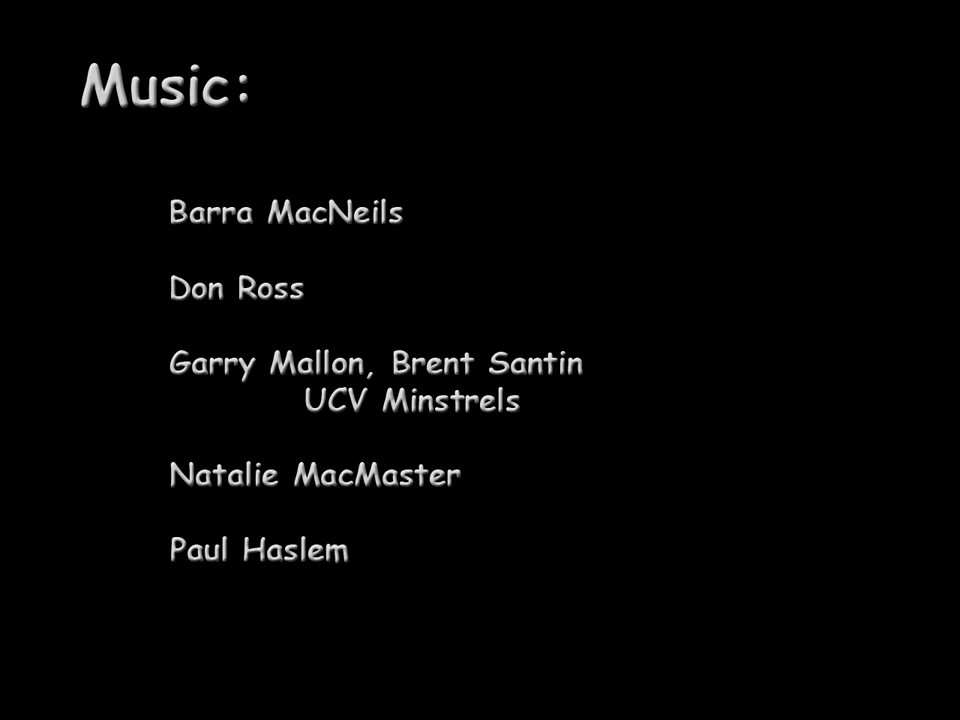 Music:
Barra MacNeils
Don Ross
Garry Mallon, Brent Santin
UCV Minstrels
Natalie MacMaster
Paul Haslem